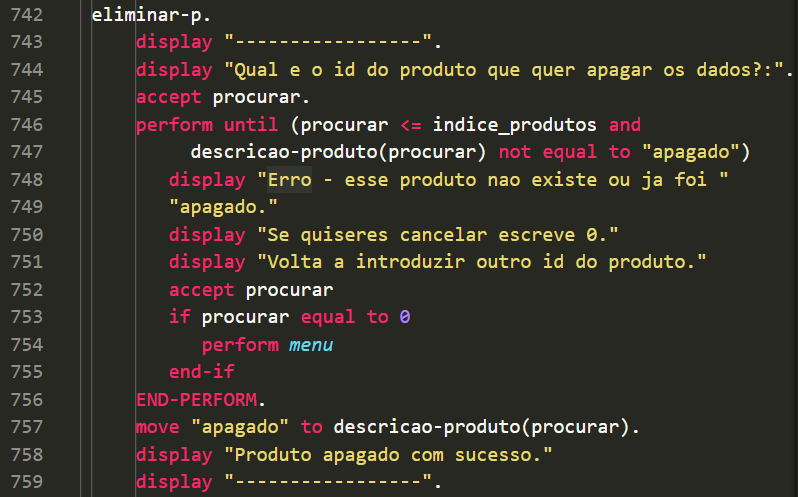 742 eliminar-p.
743 display "-----------------".
744 display "Qual e o id do produto que quer apagar os dados?:".
745 accept procurar.
746 perform until (procurar <= indice_produtos and
747 descricao-produto(procurar) not equal to "apagado")
748 display "Erro - esse produto nao existe ou ja foi "
749 "apagado."
750 display "Se quiseres cancelar escreve 0."
751 display "Volta a introduzir outro id do produto."
752 accept procurar
753 if procurar equal to 0
754 perform menu
755 end-if
756 END-PERFORM.
757 move "apagado" to descricao-produto(procurar).
758 display "Produto apagado com sucesso."
759 display "-----------------".